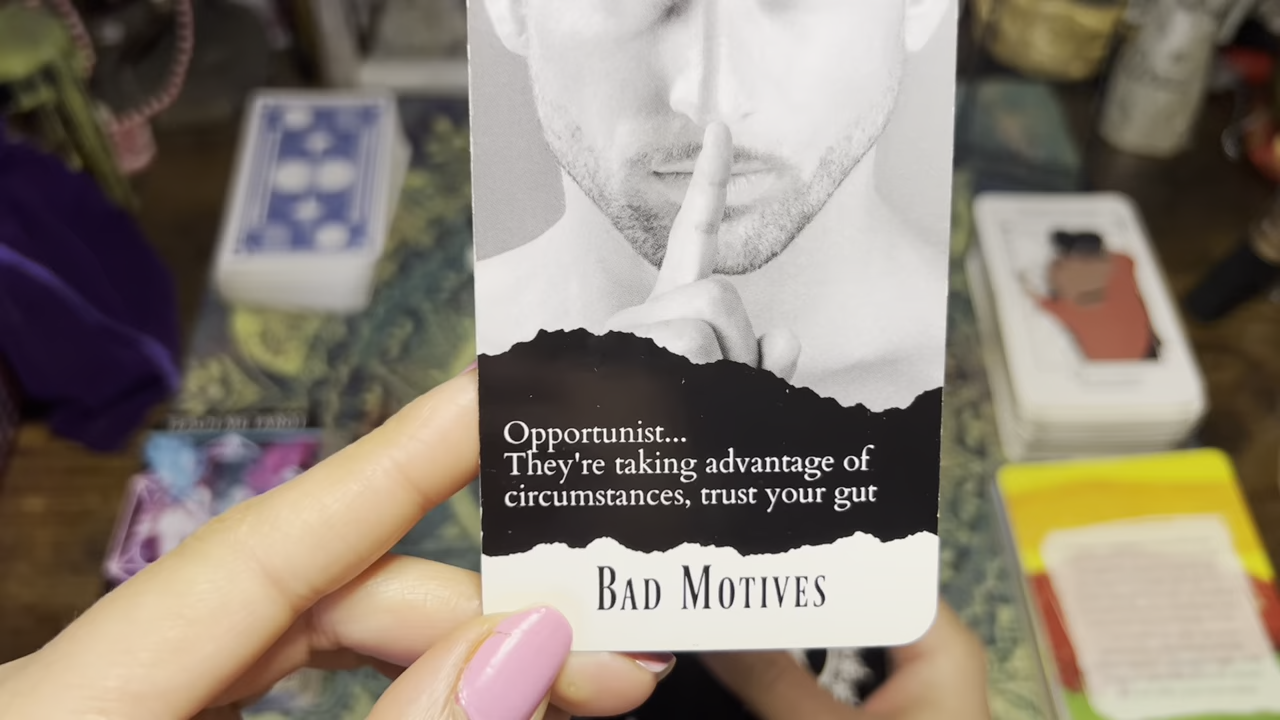 Opportunist...
They're taking advantage of
circumstances, trust your gut
BAD MOTIVES